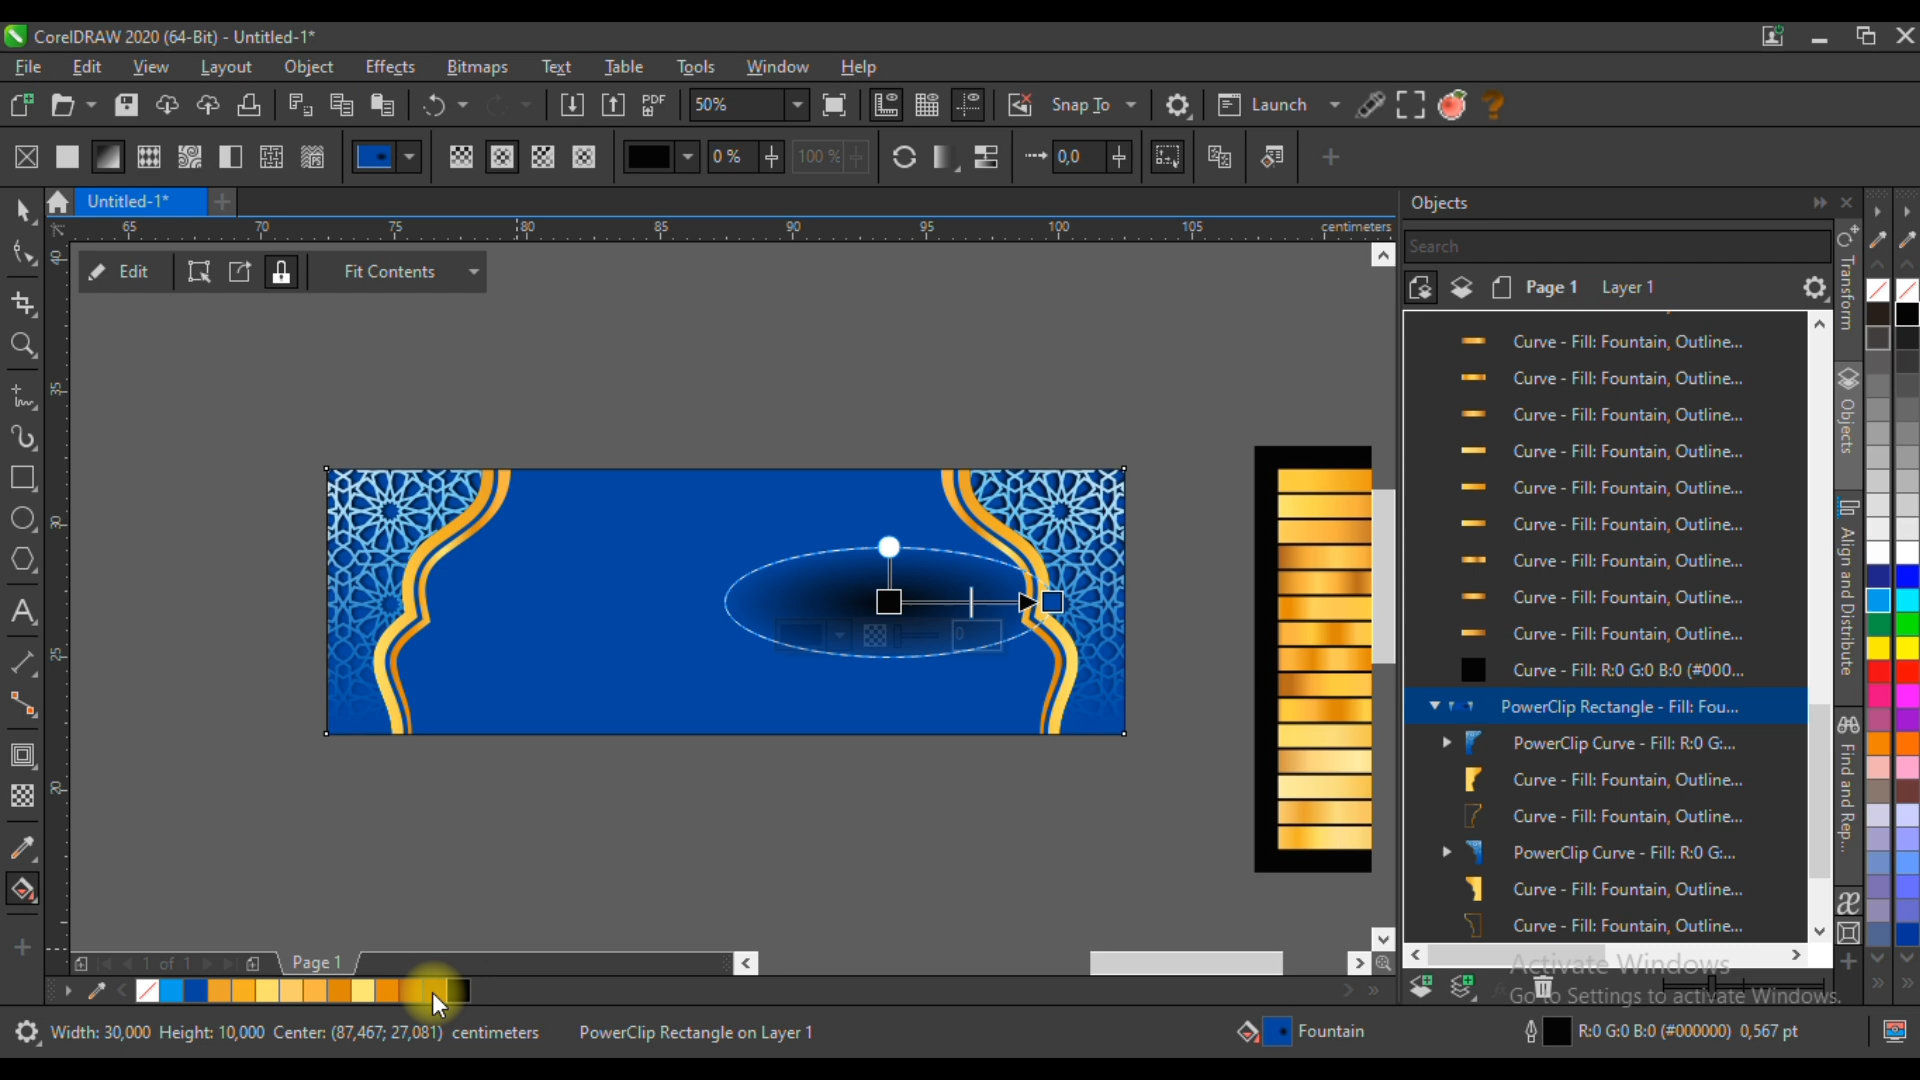 CorelDRAW 2020 (64-Bit) - Untitled-1*
File Edit View Layout Object Effects Bitmaps Text Table Tools Window Help
PDF 50% Snap To Launch
0 % 100 % 0,0
Untitled-1*
65 70 75 80 85 90 95 100 105 centimeters
40 35 30 25 20
Edit Fit Contents
0
Objects
Search
Page 1 Layer 1
Curve - Fill: Fountain, Outline...
Curve - Fill: Fountain, Outline...
Curve - Fill: Fountain, Outline...
Curve - Fill: Fountain, Outline...
Curve - Fill: Fountain, Outline...
Curve - Fill: Fountain, Outline...
Curve - Fill: Fountain, Outline...
Curve - Fill: Fountain, Outline...
Curve - Fill: Fountain, Outline...
Curve - Fill: R:0 G:0 B:0 (#000...
PowerClip Rectangle - Fill: Fou...
PowerClip Curve - Fill: R:0 G:...
Curve - Fill: Fountain, Outline...
Curve - Fill: Fountain, Outline...
PowerClip Curve - Fill: R:0 G:...
Curve - Fill: Fountain, Outline...
Curve - Fill: Fountain, Outline...
Transform
Objects
Align and Distribute
Find and Rep...
1 of 1 Page 1
Activate Windows
Go to Settings to activate Windows.
Width: 30,000 Height: 10,000 Center: (87,467; 27,081) centimeters PowerClip Rectangle on Layer 1 Fountain R:0 G:0 B:0 (#000000) 0,567 pt